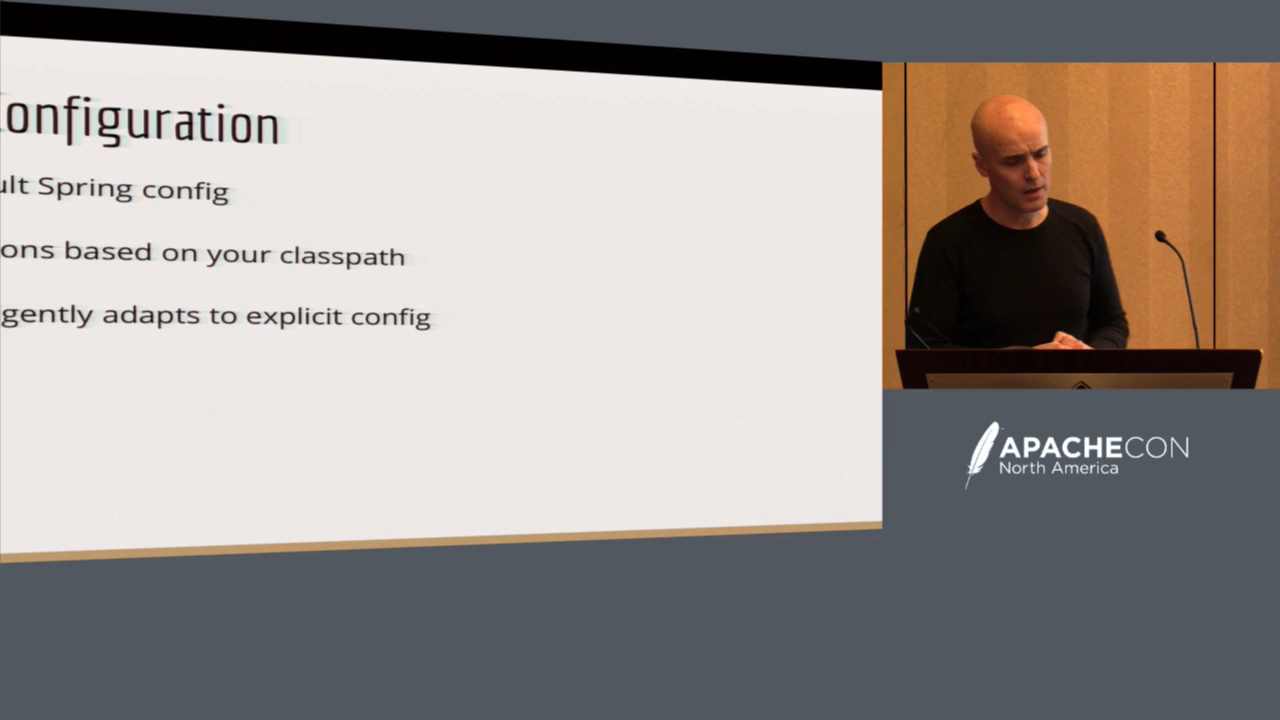 onfiguration
ult Spring config
ons based on your classpath
gently adapts to explicit config
APACHECON
North America